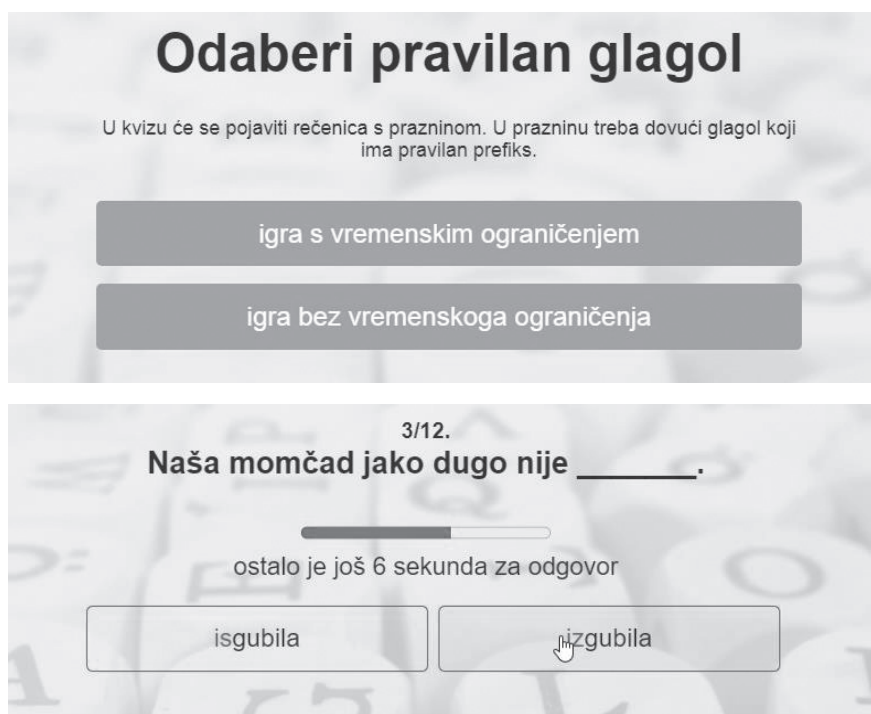 Odaberi pravilan glagol
U kvizu će se pojaviti rečenica s prazninom. U prazninu treba dovući glagol koji
ima pravilan prefiks.
igra s vremenskim ograničenjem
igra bez vremenskoga ograničenja
3/12.
Naša momčad jako dugo nije _______.
ostalo je još 6 sekunda za odgovor
isgubila
izgubila